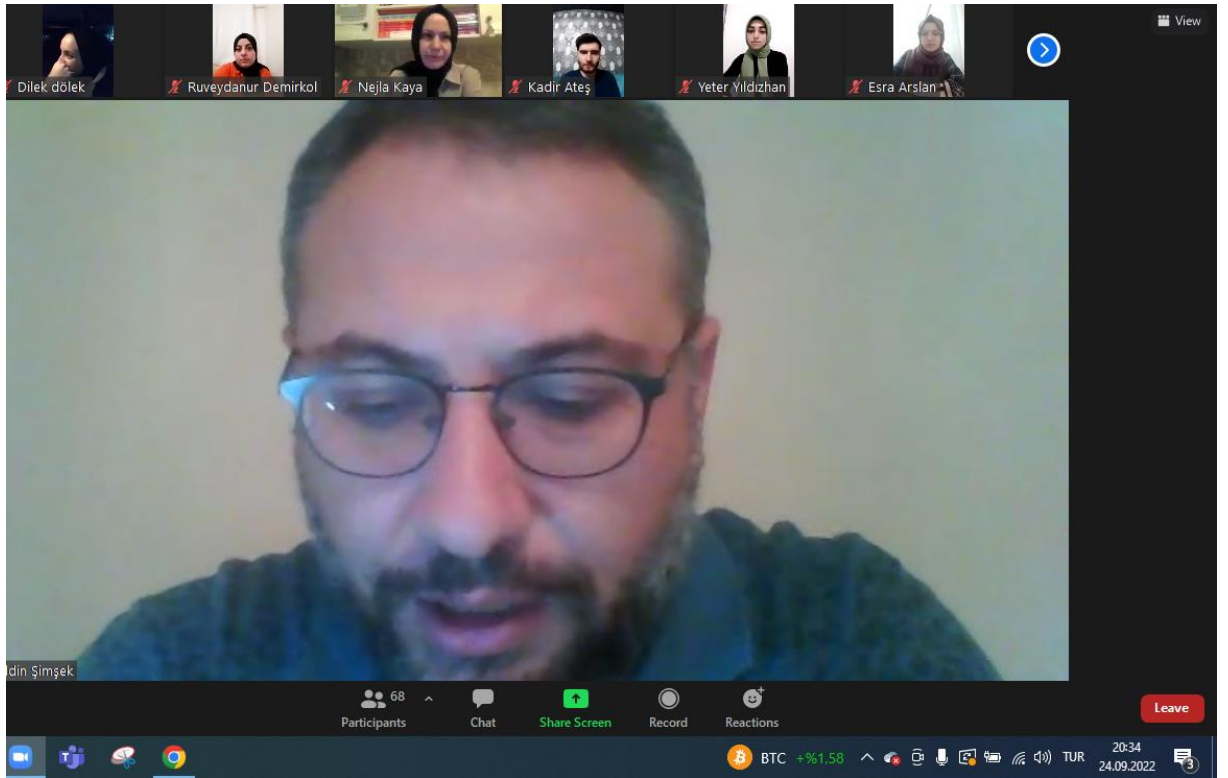 View
Dilek dölek
Ruveydanur Demirkol
Nejla Kaya
Kadir Ateş
Yeter Yıldızhan
Esra Arslan
ldin Şimşek
68
Participants
Chat
Share Screen
Record
Reactions
Leave
BTC +%1,58
TUR
20:34
24.09.2022
3